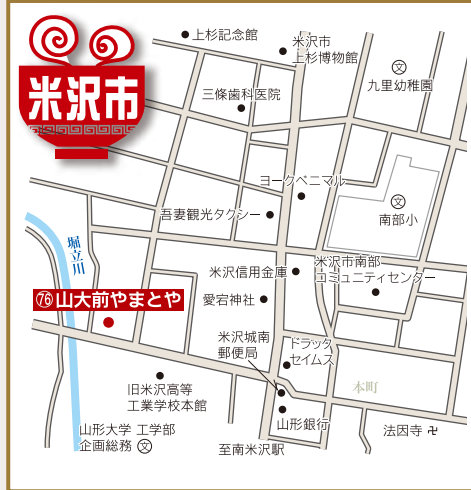 米沢市
上杉記念館
米沢市
上杉博物館
三條歯科医院
文
九里幼稚園
ヨークベニマル
文
南部小
吾妻観光タクシー
堀立川
米沢信用金庫
米沢市南部
コミュニティセンター
愛宕神社
76 山大前やまとや
米沢城南
郵便局
ドラッグ
セイムス
本町
旧米沢高等
工業学校本館
山形大学 工学部
企画総務 文
山形銀行
法因寺 卍
至南米沢駅